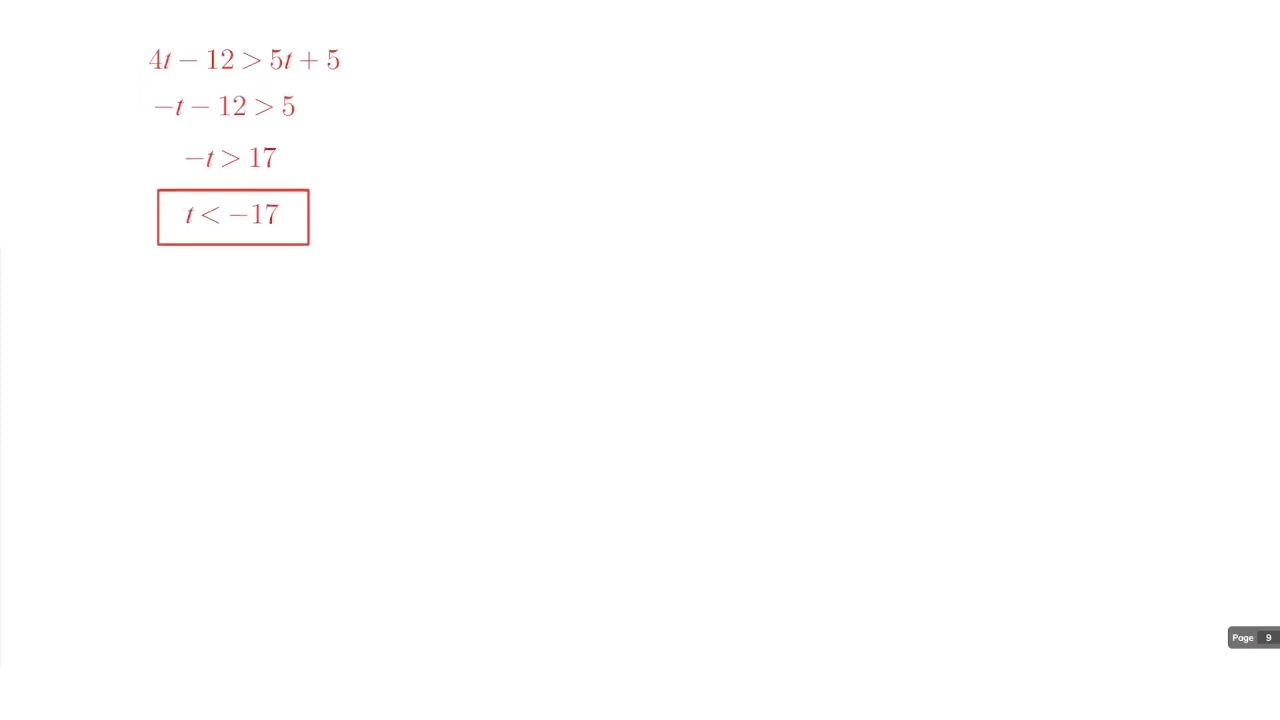 4t − 12 > 5t + 5
−t − 12 > 5
−t > 17
t < −17
Page 9